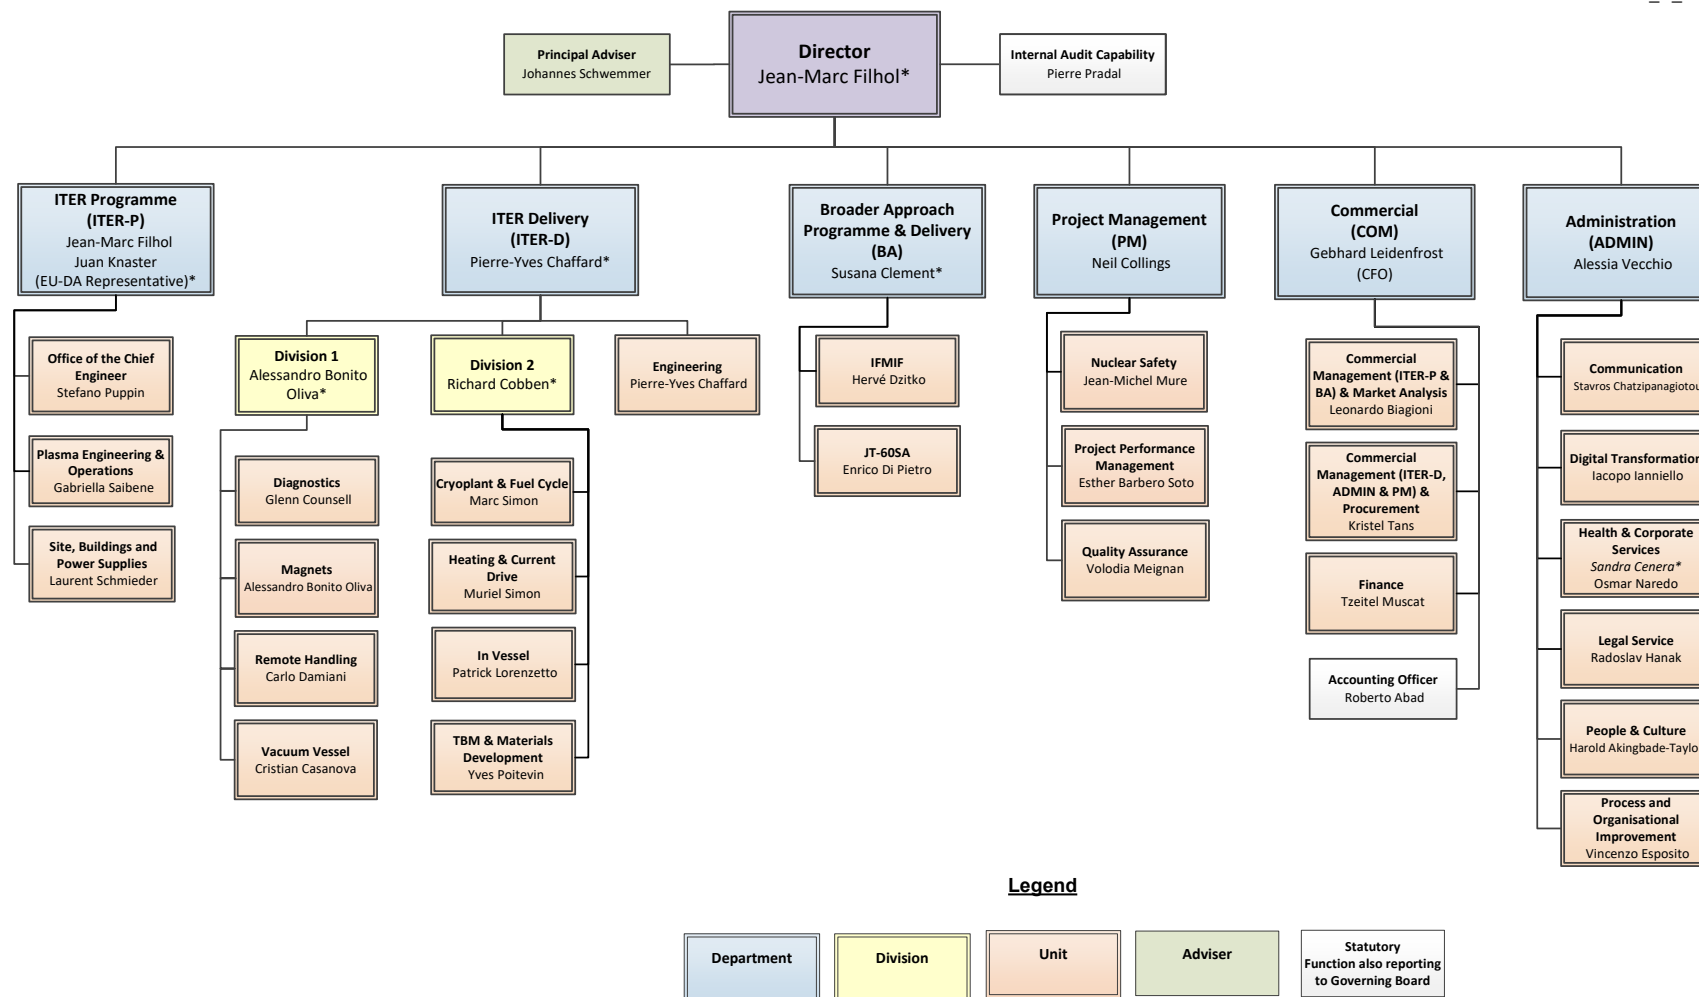 Principal Adviser
Johannes Schwemmer
Director
Jean-Marc Filhol*
Internal Audit Capability
Pierre Pradal
ITER Programme
(ITER-P)
Jean-Marc Filhol
Juan Knaster
(EU-DA Representative)*
ITER Delivery
(ITER-D)
Pierre-Yves Chaffard*
Broader Approach
Programme & Delivery
(BA)
Susana Clement*
Project Management
(PM)
Neil Collings
Commercial
(COM)
Gebhard Leidenfrost
(CFO)
Administration
(ADMIN)
Alessia Vecchio
Office of the Chief
Engineer
Stefano Puppin
Plasma Engineering &
Operations
Gabriella Saibene
Site, Buildings and
Power Supplies
Laurent Schmieder
Division 1
Alessandro Bonito
Oliva*
Diagnostics
Glenn Counsell
Magnets
Alessandro Bonito Oliva
Remote Handling
Carlo Damiani
Vacuum Vessel
Cristian Casanova
Division 2
Richard Cobben*
Cryoplant & Fuel Cycle
Marc Simon
Heating & Current
Drive
Muriel Simon
In Vessel
Patrick Lorenzetto
TBM & Materials
Development
Yves Poitevin
Engineering
Pierre-Yves Chaffard
IFMIF
Hervé Dzitko
JT-60SA
Enrico Di Pietro
Nuclear Safety
Jean-Michel Mure
Project Performance
Management
Esther Barbero Soto
Quality Assurance
Volodia Meignan
Commercial
Management (ITER-P &
BA) & Market Analysis
Leonardo Biagioni
Commercial
Management (ITER-D,
ADMIN & PM) &
Procurement
Kristel Tans
Finance
Tzeitel Muscat
Accounting Officer
Roberto Abad
Communication
Stavros Chatzipanagiotou
Digital Transformation
Iacopo Ianniello
Health & Corporate
Services
Sandra Cenera*
Osmar Naredo
Legal Service
Radoslav Hanak
People & Culture
Harold Akingbade-Taylo
Process and
Organisational
Improvement
Vincenzo Esposito
Legend
Department
Division
Unit
Adviser
Statutory
Function also reporting
to Governing Board